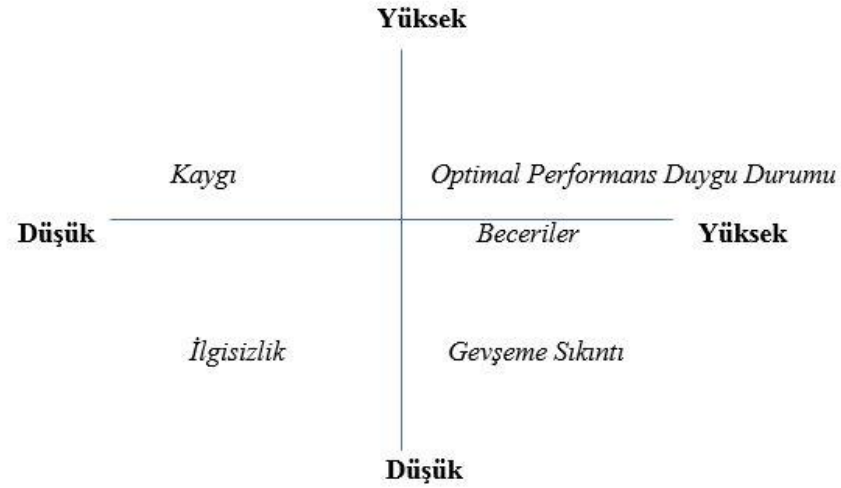 Yüksek
Kaygı Optimal Performans Duygu Durumu
Düşük Beceriler Yüksek
İlgisizlik Gevşeme Sıkıntı
Düşük